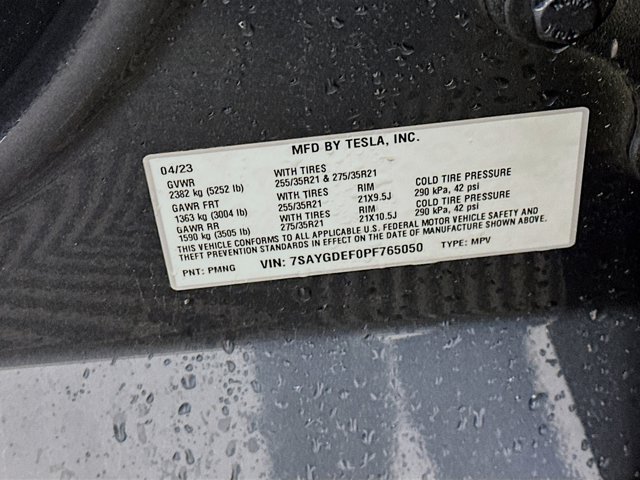 MFD BY TESLA, INC.
04/23
GVWR WITH TIRES
2382 kg (5252 lb) 255/35R21 & 275/35R21
GAWR FRT WITH TIRES RIM COLD TIRE PRESSURE
1363 kg (3004 lb) 255/35R21 21X9.5J 290 kPa, 42 psi
GAWR RR WITH TIRES RIM COLD TIRE PRESSURE
1590 kg (3505 lb) 275/35R21 21X10.5J 290 kPa, 42 psi
THIS VEHICLE CONFORMS TO ALL APPLICABLE U.S. FEDERAL MOTOR VEHICLE SAFETY AND
THEFT PREVENTION STANDARDS IN EFFECT ON THE DATE OF MANUFACTURE SHOWN ABOVE.
PNT: PMNG VIN: 7SAYGDEF0PF765050 TYPE: MPV